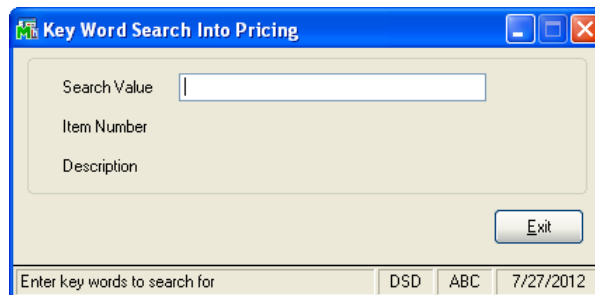 Key Word Search Into Pricing
Search Value
Item Number
Description
Exit
Enter key words to search for DSD ABC 7/27/2012